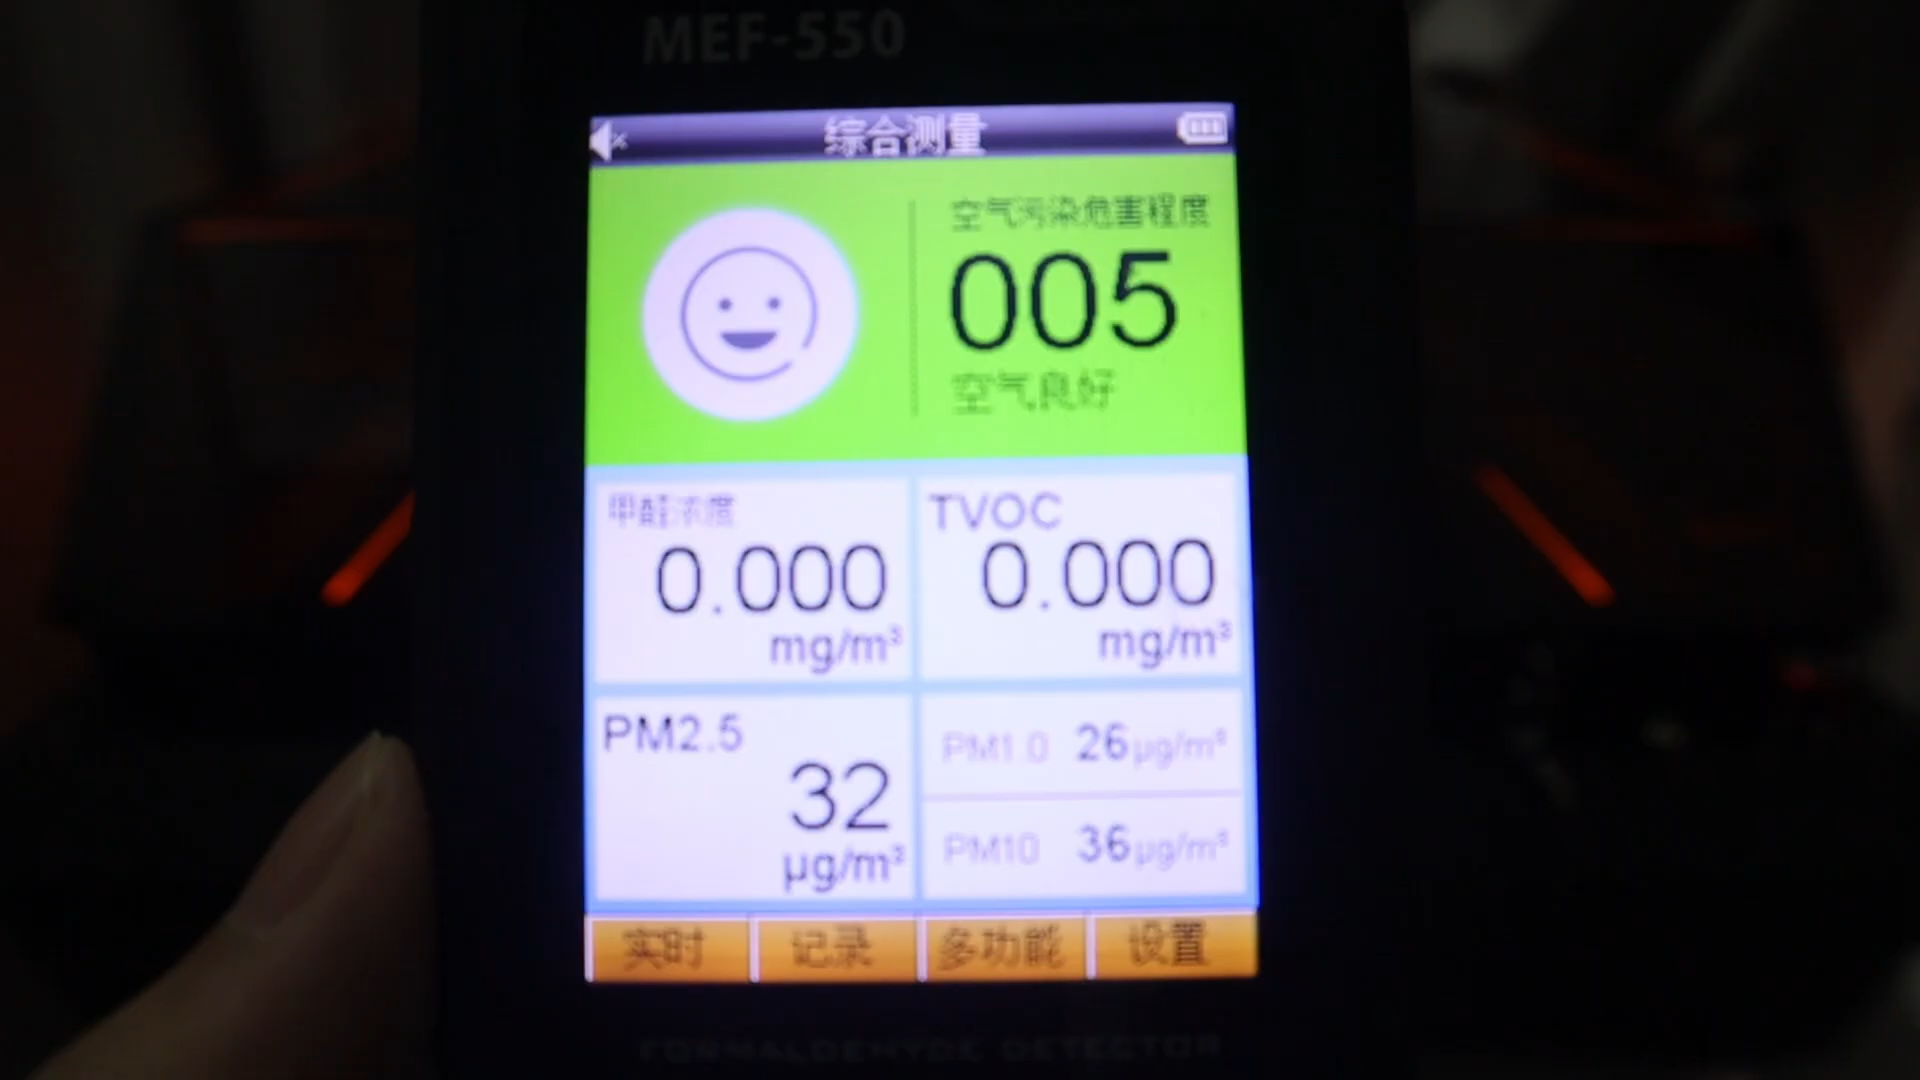 MEF-550
综合测量
空气污染危害程度
005
空气良好
甲醛浓度
0.000
mg/m³
TVOC
0.000
mg/m³
PM2.5
32
μg/m³
PM1.0 26μg/m³
PM10 36μg/m³
实时 记录 多功能 设置
FORMALDEHYDE DETECTOR